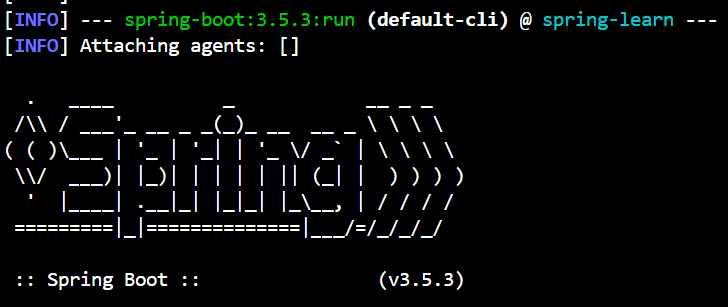 [INFO] --- spring-boot:3.5.3:run (default-cli) @ spring-learn ---
[INFO] Attaching agents: []
  .   ____          _            __ _ _
 /\\ / ___'_ __ _ _(_)_ __  __ _ \ \ \ \
( ( )\___ | '_ | '_| | '_ \/ _` | \ \ \ \
 \\/  ___)| |_)| | | | | || (_| |  ) ) ) )
  '  |____| .__|_| |_|_| |_\__, | / / / /
 =========|_|==============|___/=/_/_/_/
 :: Spring Boot ::                (v3.5.3)